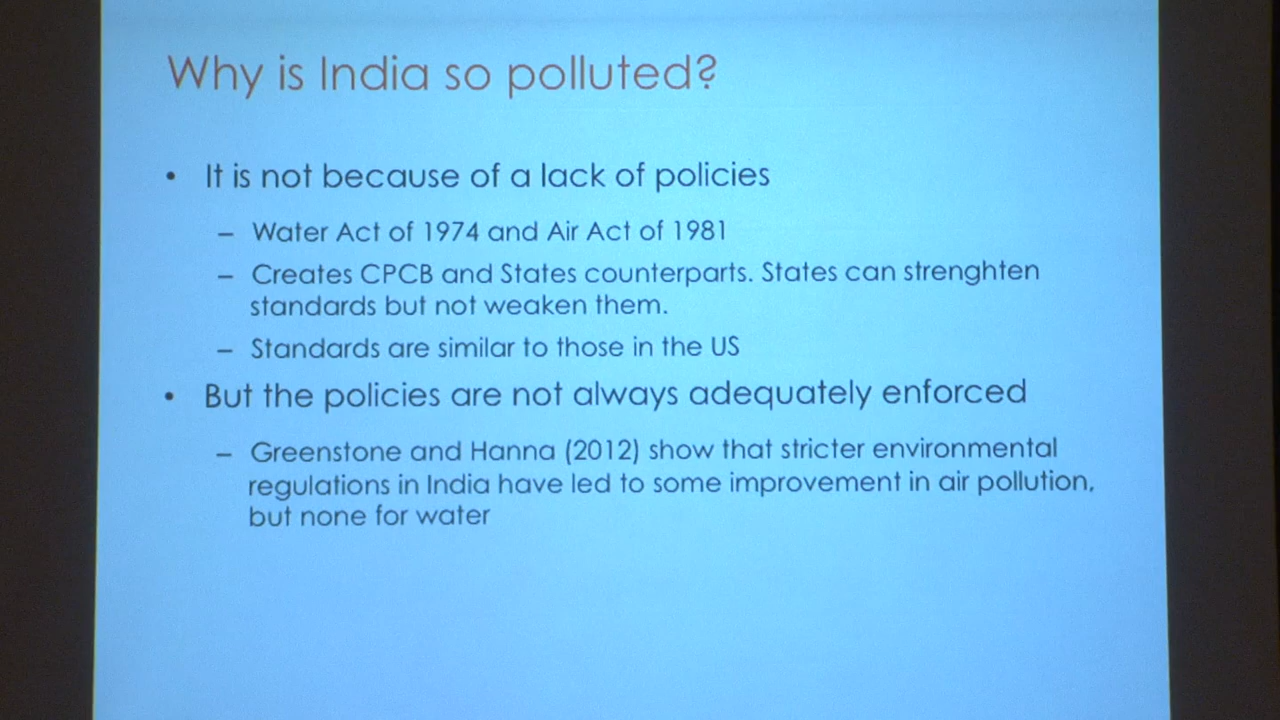 Why is India so polluted?
• It is not because of a lack of policies
– Water Act of 1974 and Air Act of 1981
– Creates CPCB and States counterparts. States can strenghten
standards but not weaken them.
– Standards are similar to those in the US
• But the policies are not always adequately enforced
– Greenstone and Hanna (2012) show that stricter environmental
regulations in India have led to some improvement in air pollution,
but none for water